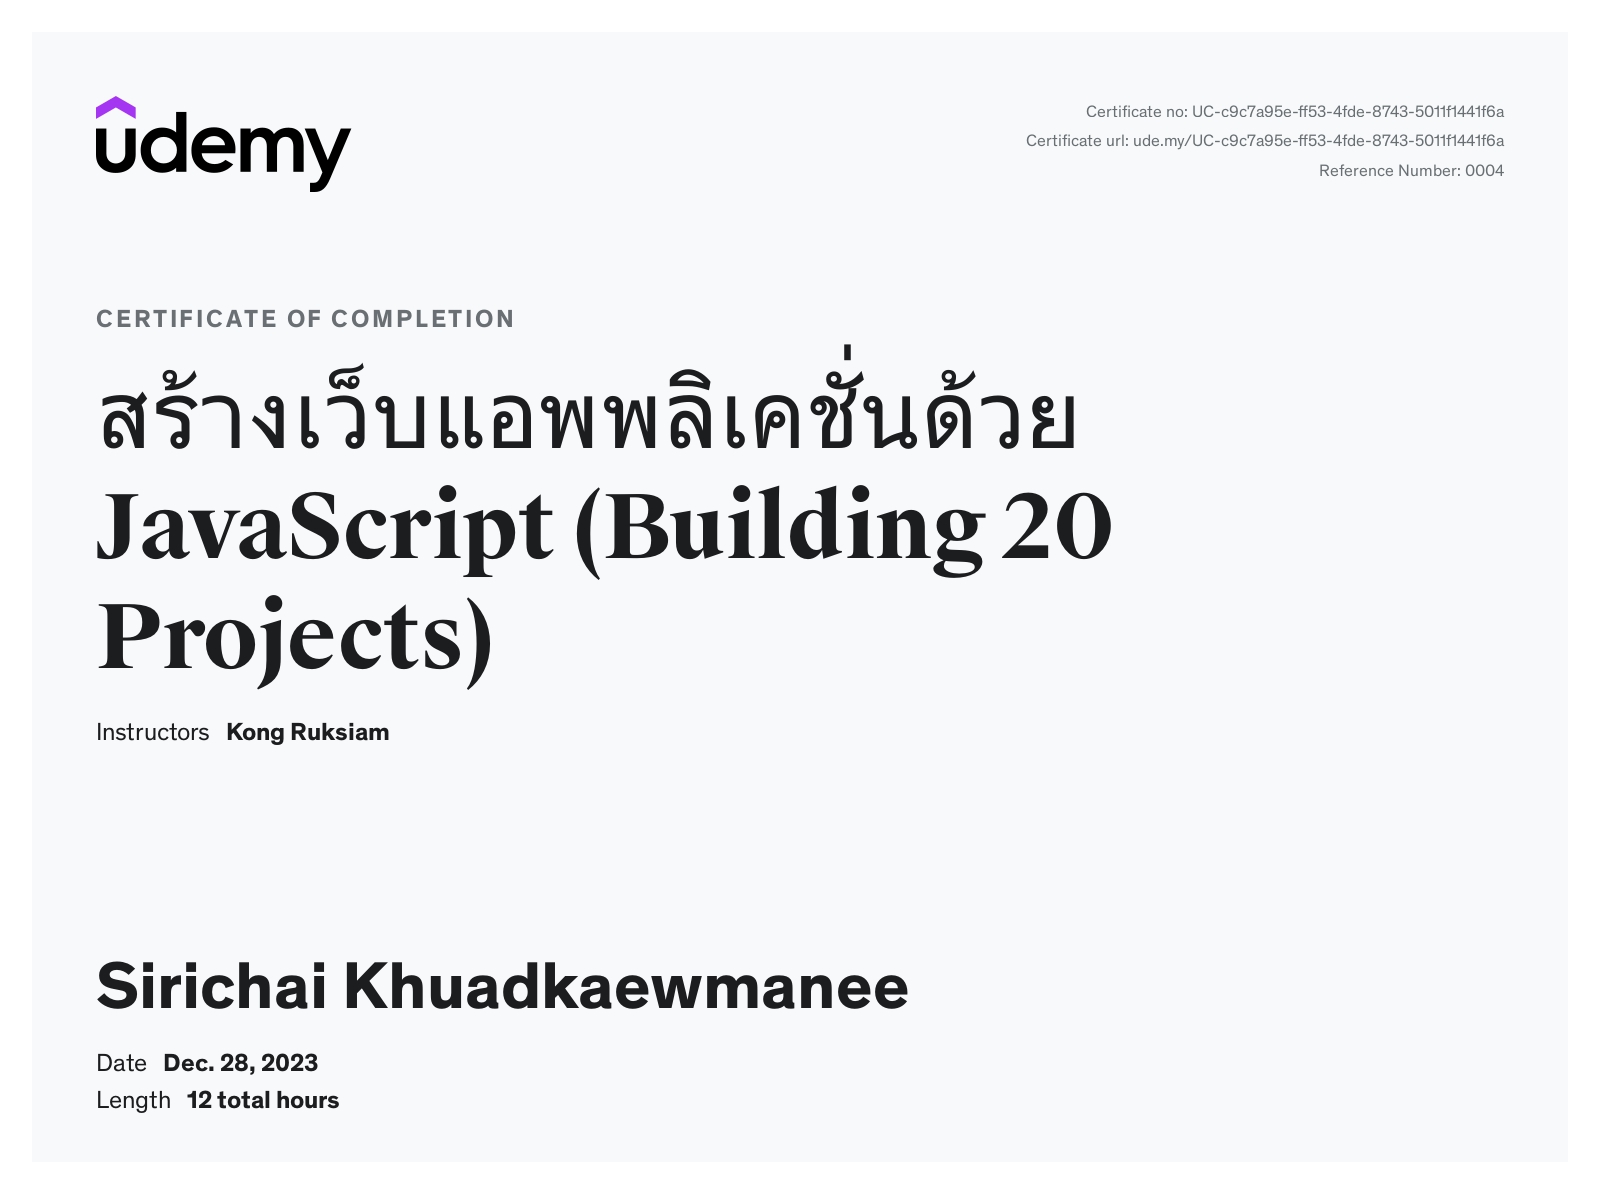 udemy
Certificate no: UC-c9c7a95e-ff53-4fde-8743-5011f1441f6a
Certificate url: ude.my/UC-c9c7a95e-ff53-4fde-8743-5011f1441f6a
Reference Number: 0004
CERTIFICATE OF COMPLETION
สร้างเว็บแอพพลิเคชั่นด้วย
JavaScript (Building 20
Projects)
Instructors Kong Ruksiam
Sirichai Khuadkaewmanee
Date Dec. 28, 2023
Length 12 total hours